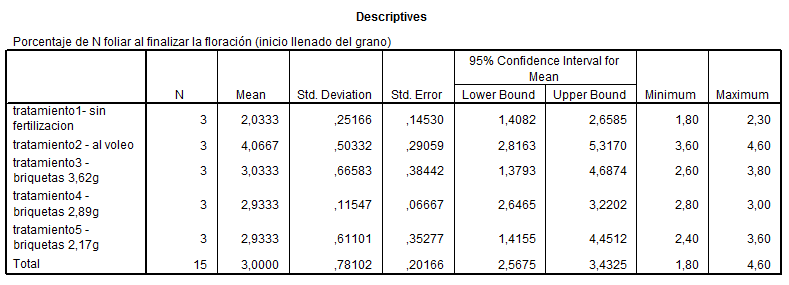 Descriptives
Porcentaje de N foliar al finalizar la floración (inicio llenado del grano)
95% Confidence Interval for Mean
N Mean Std. Deviation Std. Error Lower Bound Upper Bound Minimum Maximum
tratamiento1- sin fertilizacion 3 2,0333 ,25166 ,14530 1,4082 2,6585 1,80 2,30
tratamiento2 - al voleo 3 4,0667 ,50332 ,29059 2,8163 5,3170 3,60 4,60
tratamiento3 - briquetas 3,62g 3 3,0333 ,66583 ,38442 1,3793 4,6874 2,60 3,80
tratamiento4 - briquetas 2,89g 3 2,9333 ,11547 ,06667 2,6465 3,2202 2,80 3,00
tratamiento5 - briquetas 2,17g 3 2,9333 ,61101 ,35277 1,4155 4,4512 2,40 3,60
Total 15 3,0000 ,78102 ,20166 2,5675 3,4325 1,80 4,60